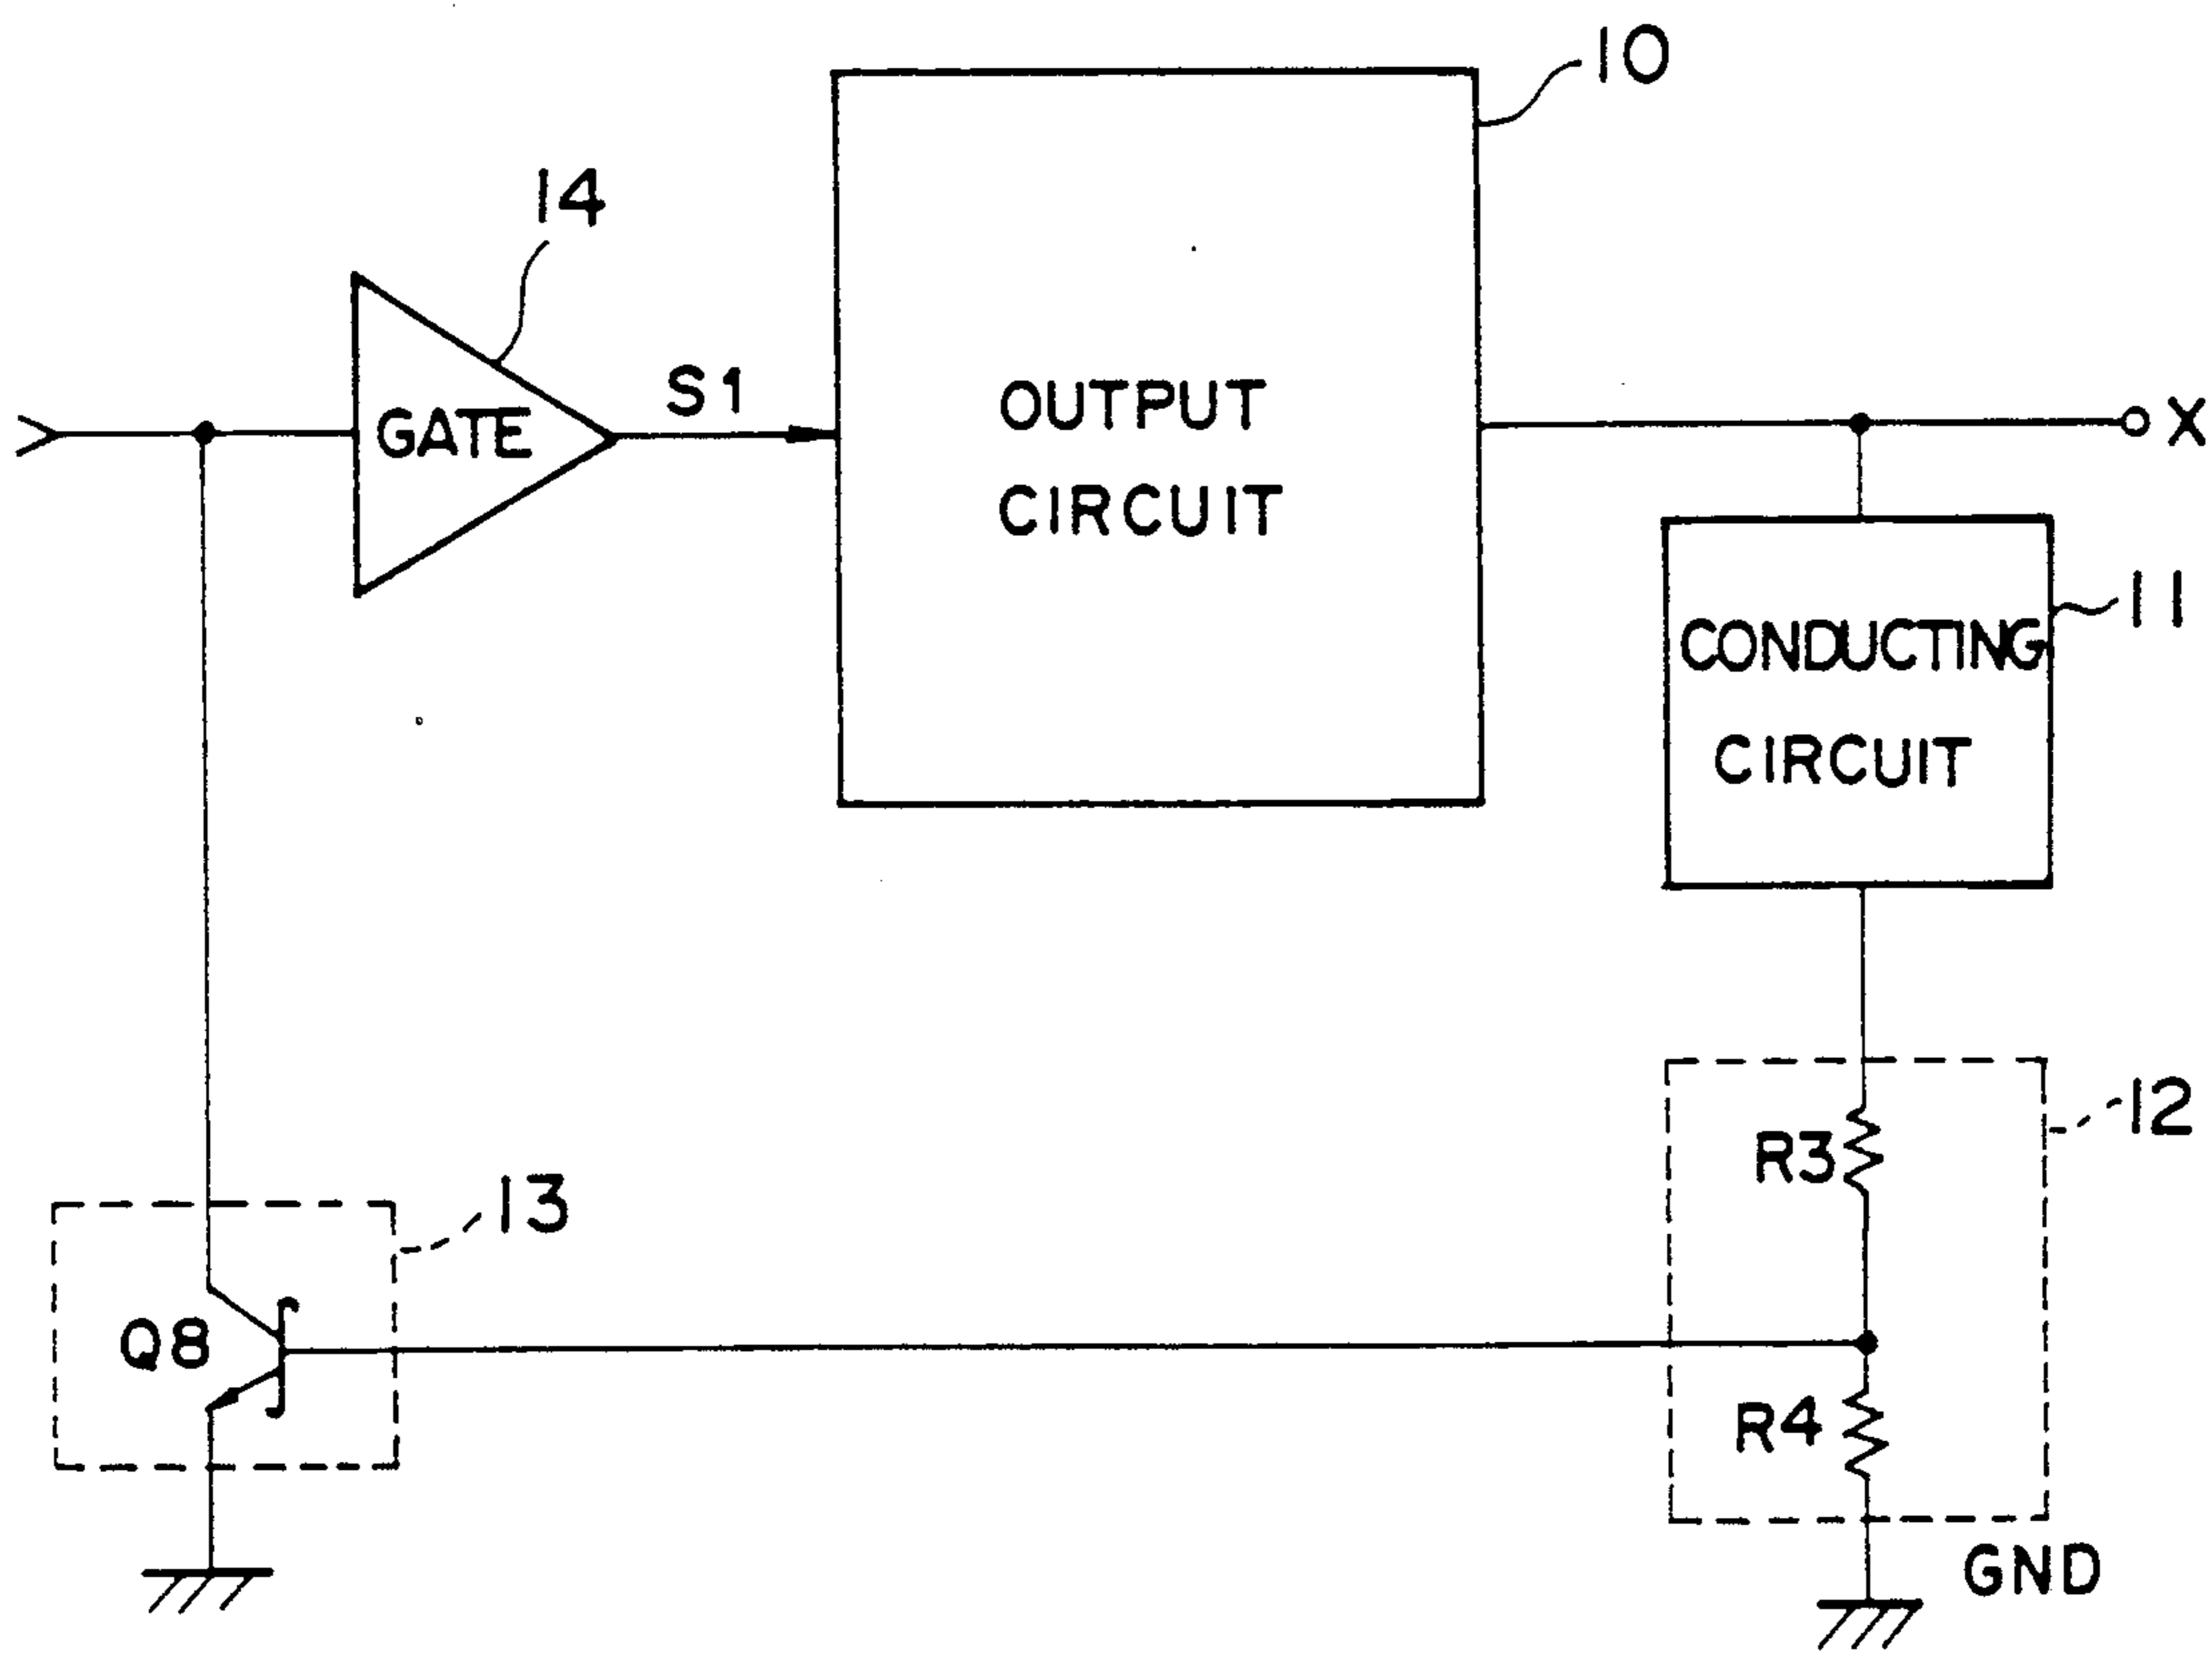 10
14
GATE
S1
OUTPUT
CIRCUIT
X
11
CONDUCTING
CIRCUIT
12
R3
13
Q8
R4
GND